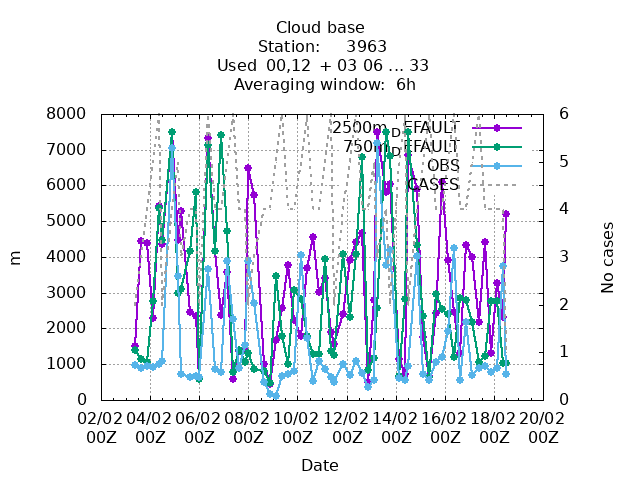 Cloud base
Station: 3963
Used 00,12 + 03 06 ... 33
Averaging window: 6h
2500m_DEFAULT
750m_DEFAULT
OBS
CASES
8000
7000
6000
5000
4000
3000
2000
1000
0
m
6
5
4
3
2
1
0
No cases
02/02 04/02 06/02 08/02 10/02 12/02 14/02 16/02 18/02 20/02
00Z 00Z 00Z 00Z 00Z 00Z 00Z 00Z 00Z 00Z
Date